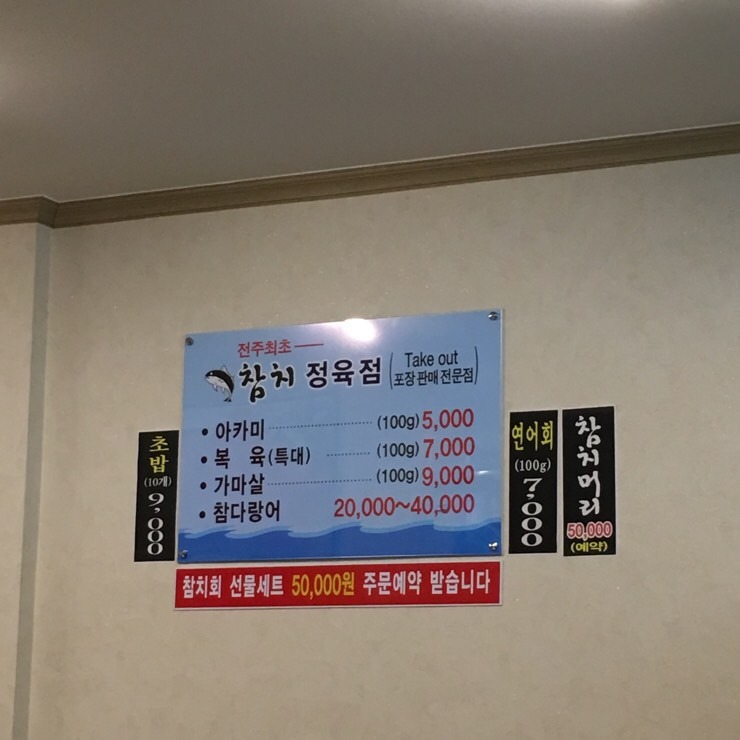 전주최초
참치 정육점 (Take out
포장·판매 전문점)
• 아카미 (100g) 5,000
• 복 육(특대) (100g) 7,000
• 가마살 (100g) 9,000
• 참다랑어 20,000~40,000
초밥
(10개)
9,000
연어회
(100g)
7,000
참치머리
50,000
(예약)
참치회 선물세트 50,000원 주문예약 받습니다